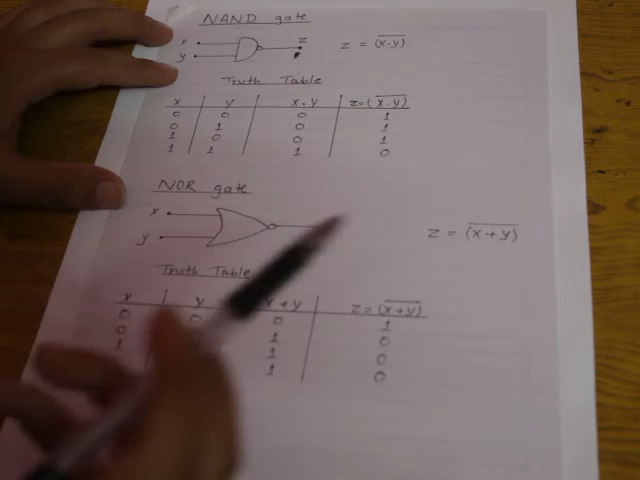 NAND gate
x z z = (x·y)
y
Truth Table
x y x.y z=(x.y)
0 0 0 1
0 1 0 1
1 0 0 1
1 1 1 0
NOR gate
x
y z = (x+y)
Truth Table
x y x+y z=(x+y)
0 0 0 1
0 1 0
1 1 0
1 0